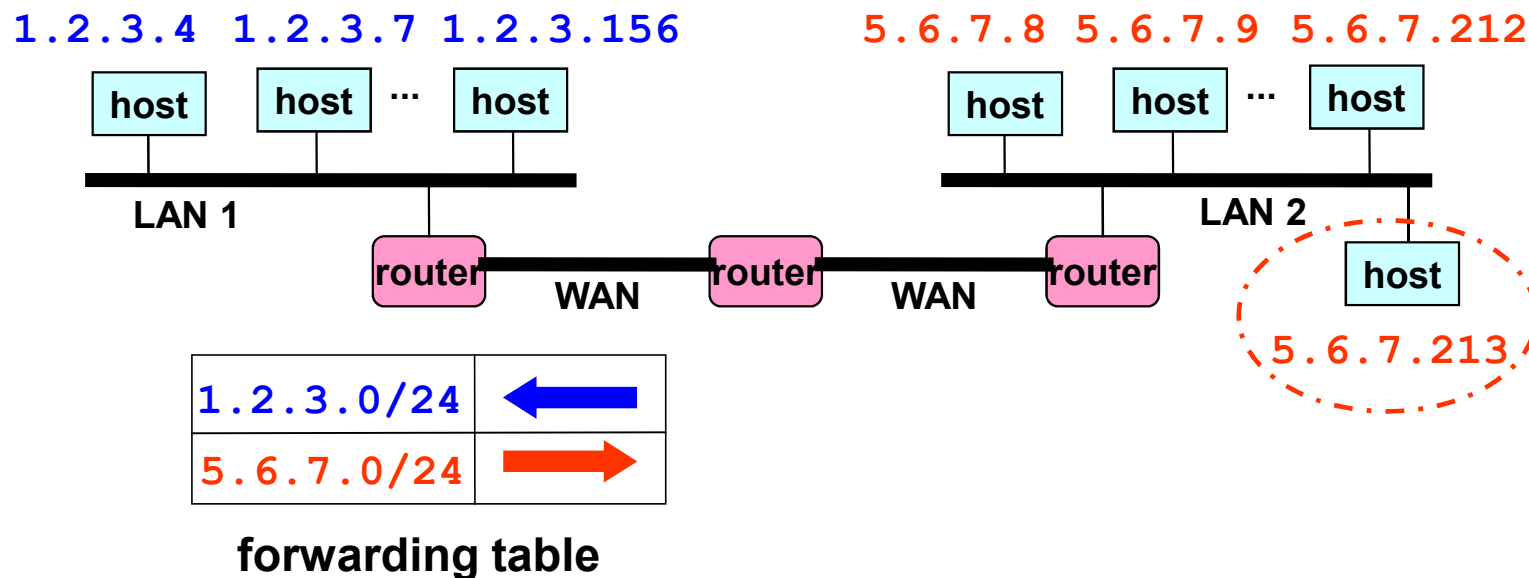 1.2.3.4 1.2.3.7 1.2.3.156 5.6.7.8 5.6.7.9 5.6.7.212
host host ... host host host ... host
LAN 1 LAN 2
router WAN router WAN router host
5.6.7.213
1.2.3.0/24
5.6.7.0/24
forwarding table